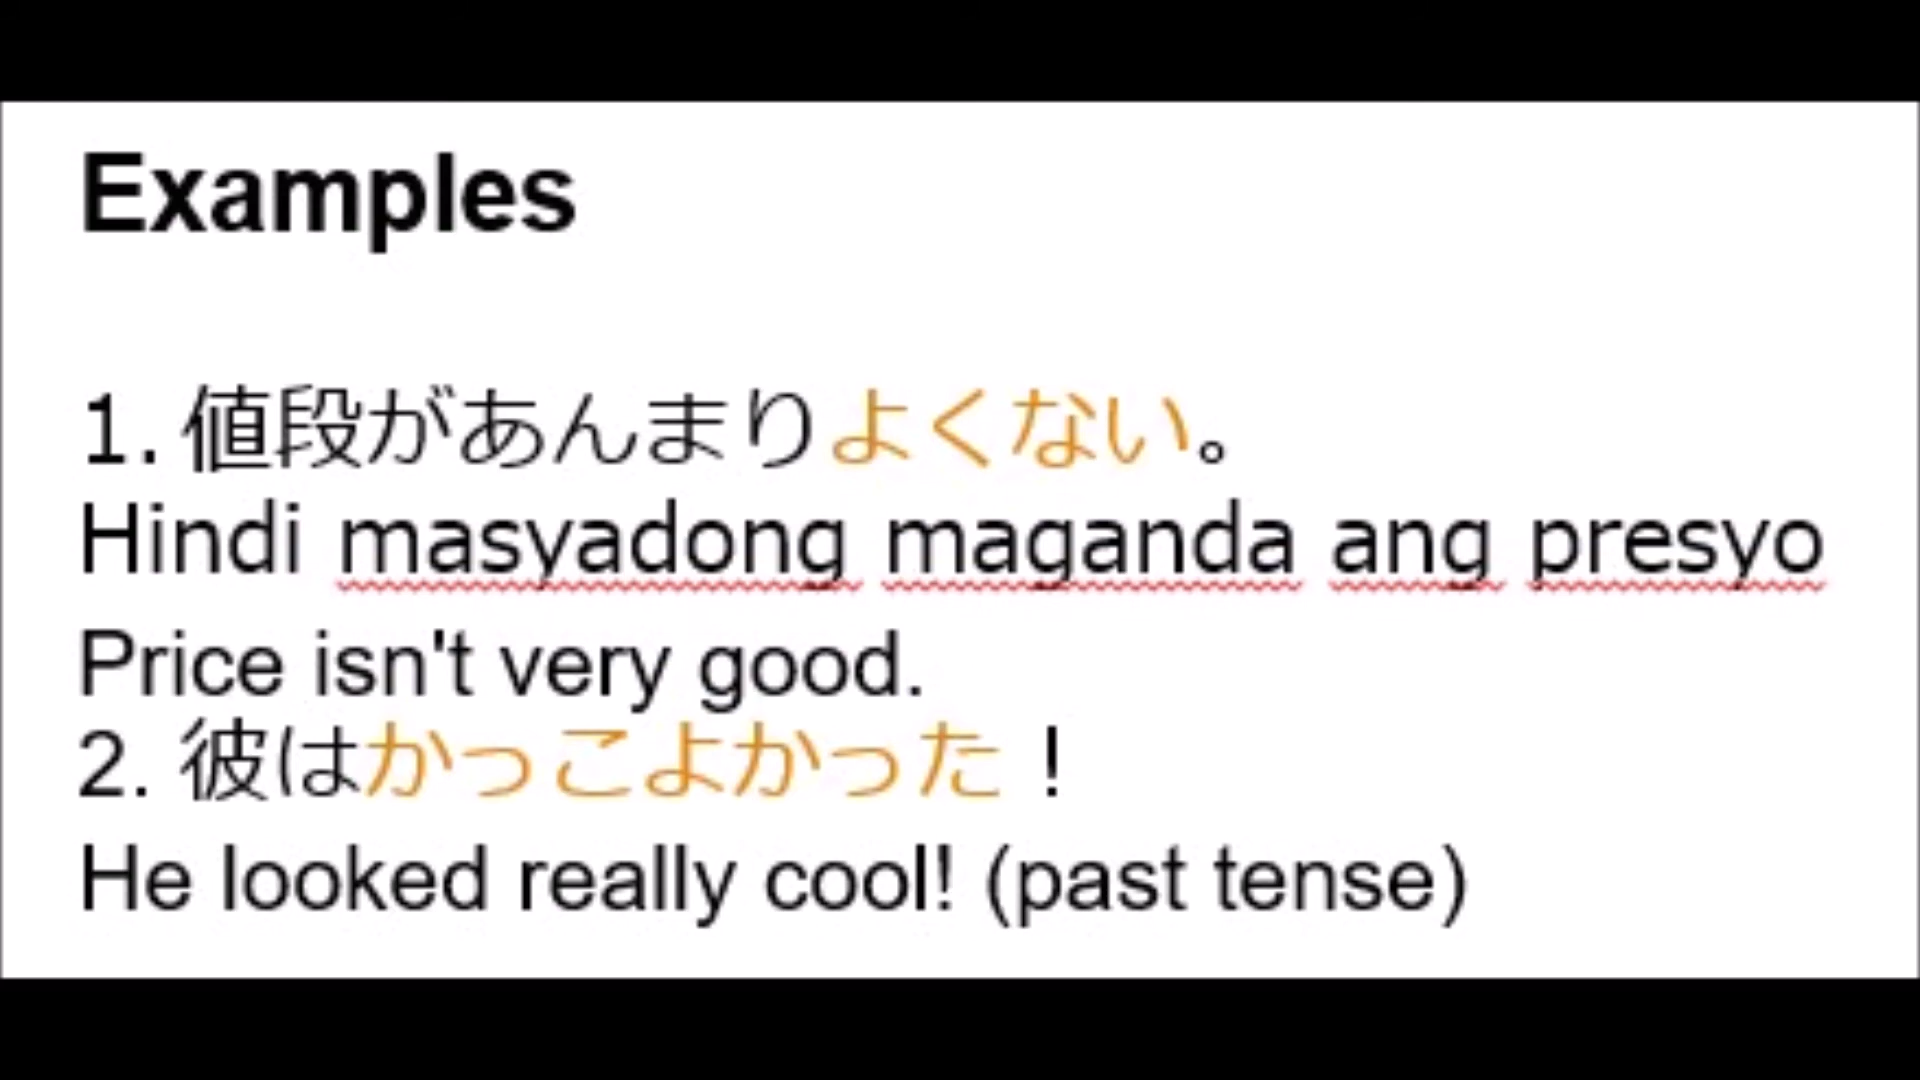 Examples
1. 値段があんまりよくない。
Hindi masyadong maganda ang presyo
Price isn't very good.
2. 彼はかっこよかった！
He looked really cool! (past tense)